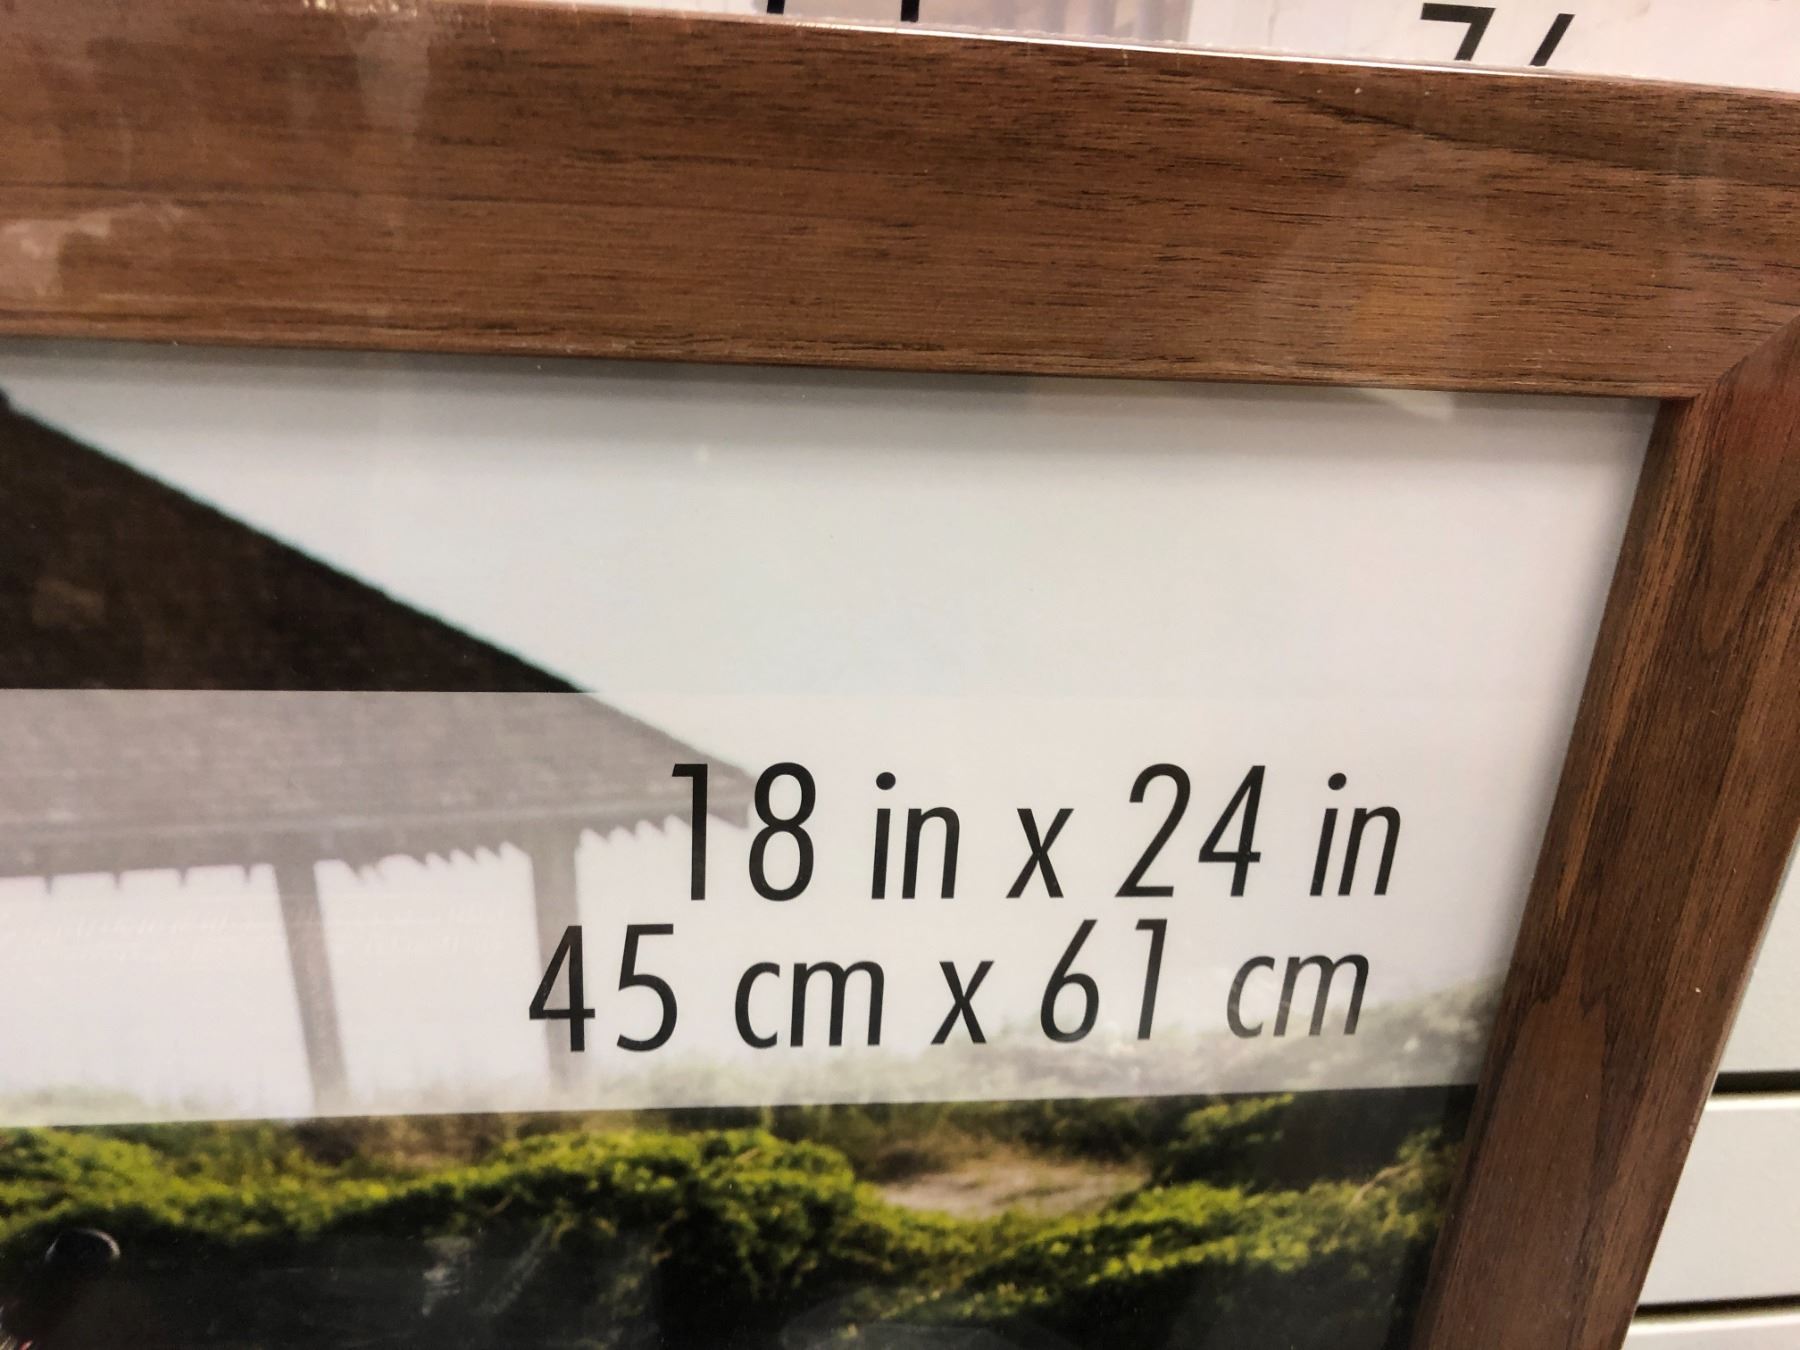 18 in x 24 in
45 cm x 61 cm